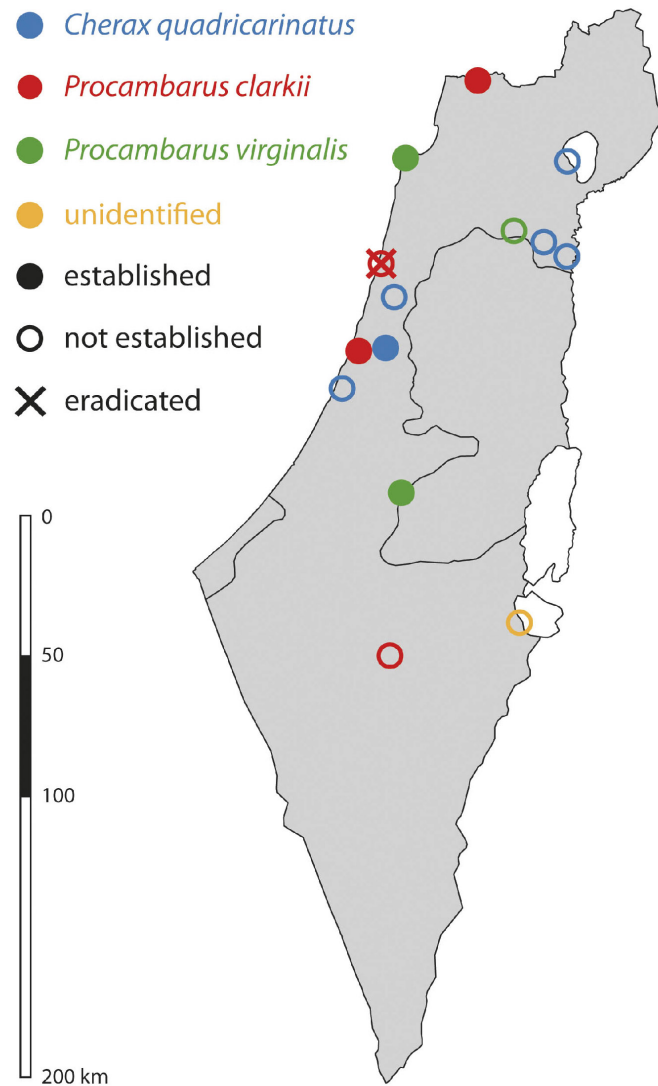 Cherax quadricarinatus
Procambarus clarkii
Procambarus virginalis
unidentified
established
not established
eradicated
0
50
100
200 km